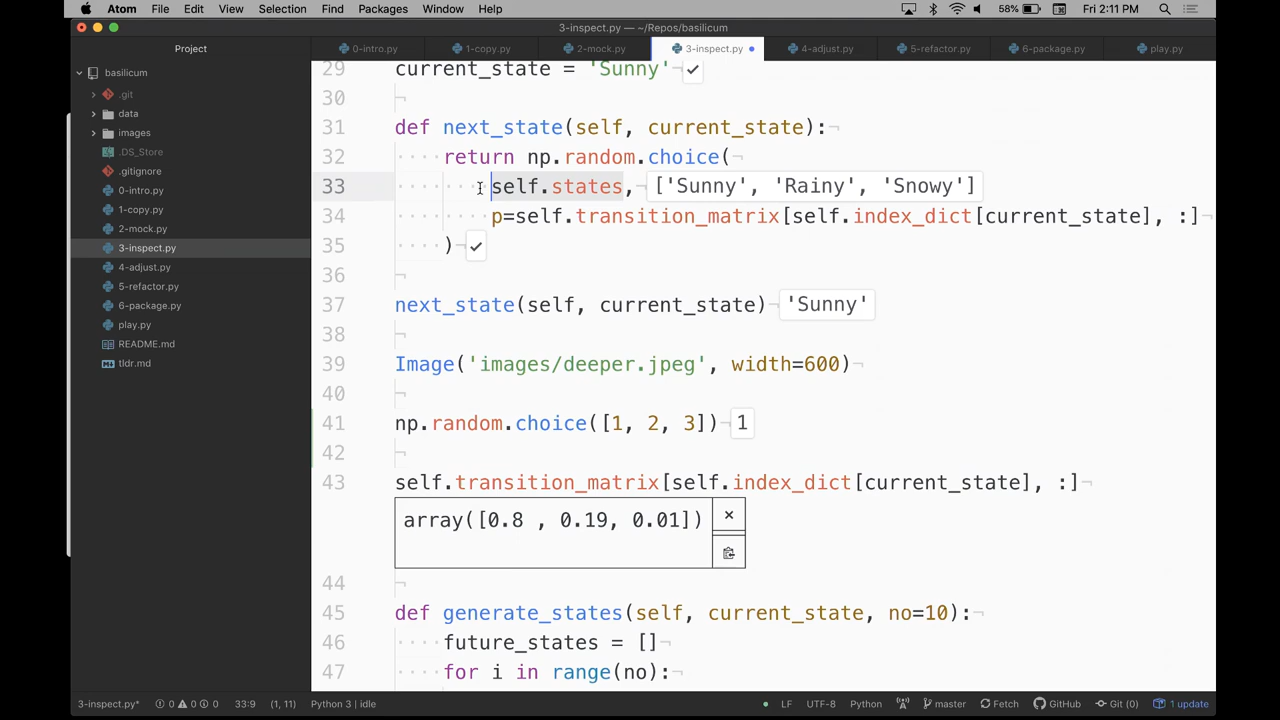 Atom File Edit View Selection Find Packages Window Help 58% Fri 2:11 PM
3-inspect.py — ~/Repos/basilicum
Project 0-intro.py 1-copy.py 2-mock.py 3-inspect.py 4-adjust.py 5-refactor.py 6-package.py play.py
basilicum
.git
data
images
.DS_Store
.gitignore
0-intro.py
1-copy.py
2-mock.py
3-inspect.py
4-adjust.py
5-refactor.py
6-package.py
play.py
README.md
tldr.md
29 current_state = 'Sunny'
30
31 def next_state(self, current_state):
32 return np.random.choice(
33 self.states, ['Sunny', 'Rainy', 'Snowy']
34 p=self.transition_matrix[self.index_dict[current_state], :]
35 )
36
37 next_state(self, current_state) 'Sunny'
38
39 Image('images/deeper.jpeg', width=600)
40
41 np.random.choice([1, 2, 3]) 1
42
43 self.transition_matrix[self.index_dict[current_state], :]
array([0.8 , 0.19, 0.01])
44
45 def generate_states(self, current_state, no=10):
46 future_states = []
47 for i in range(no):
3-inspect.py* 0 0 0 33:9 (1, 11) Python 3 | idle LF UTF-8 Python master Fetch GitHub Git (0) 1 update